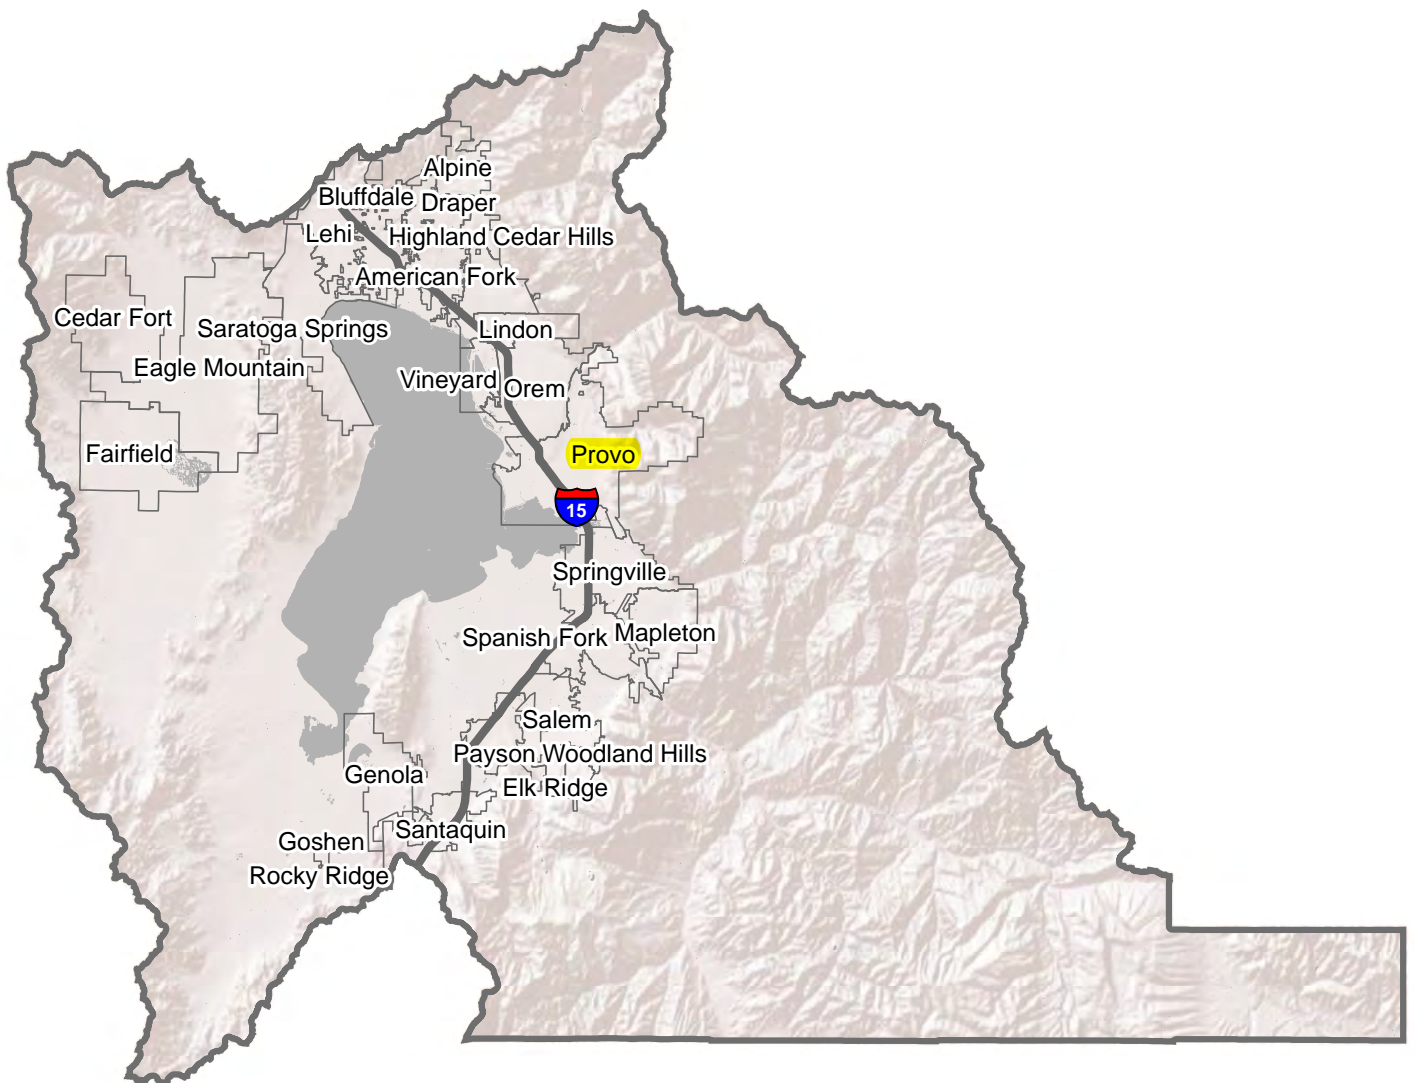 Alpine
Bluffdale
Draper
Lehi
Highland
Cedar Hills
American Fork
Cedar Fort
Saratoga Springs
Lindon
Eagle Mountain
Vineyard
Orem
Fairfield
Provo
15
Springville
Spanish Fork
Mapleton
Salem
Payson
Woodland Hills
Genola
Elk Ridge
Santaquin
Goshen
Rocky Ridge